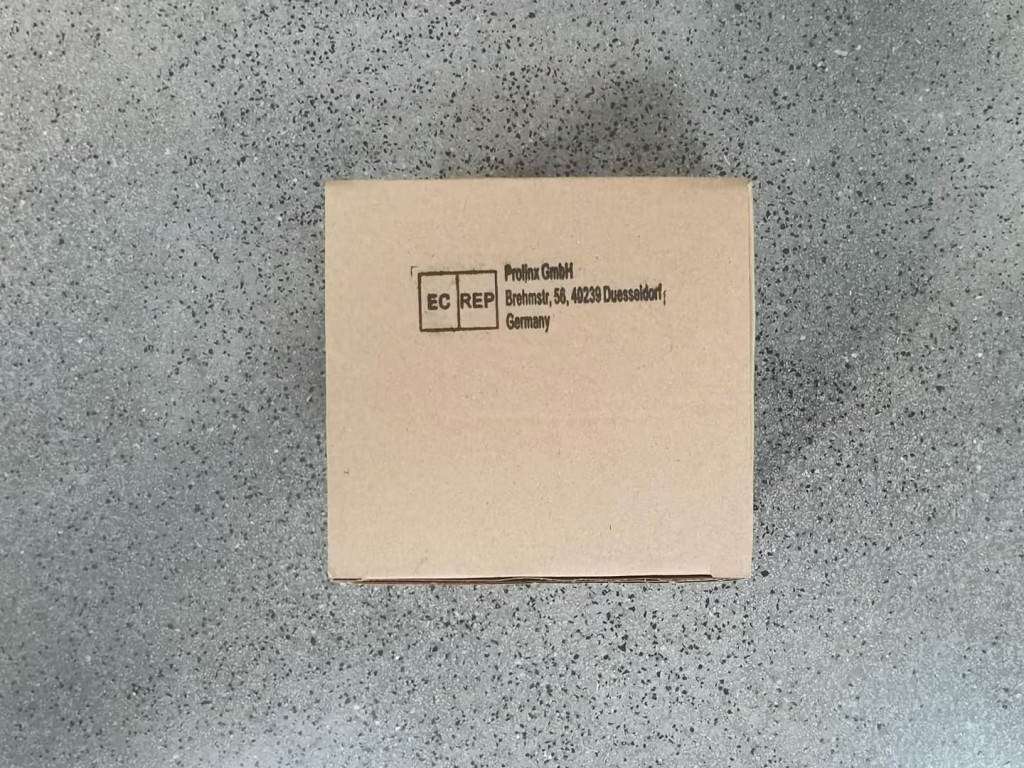 EC REP
Prolinx GmbH
Brehmstr, 56, 40239 Duesseldorf,
Germany